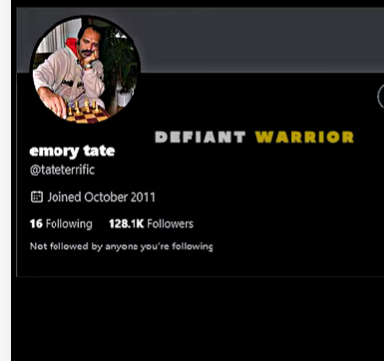 DEFIANT WARRIOR
emory tate
@tateterrific
Joined October 2011
16 Following 128.1K Followers
Not followed by anyone you're following